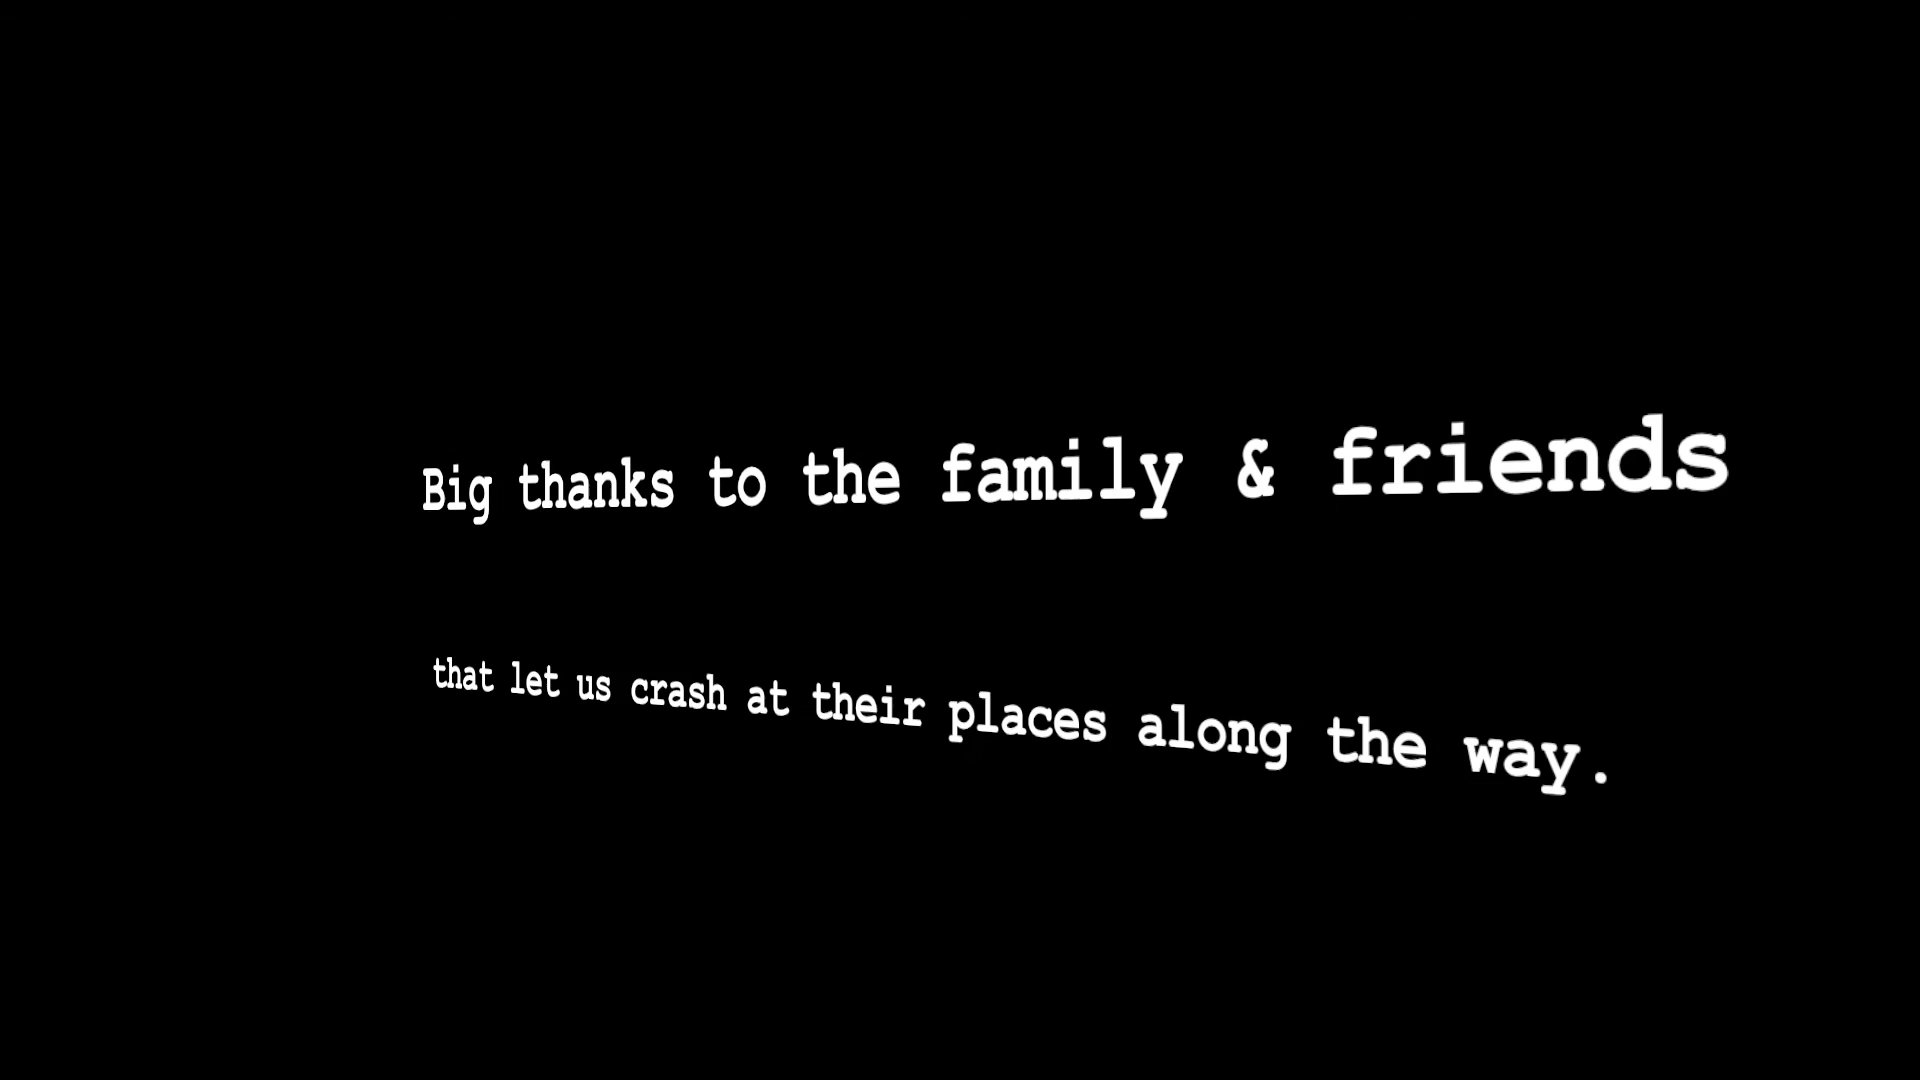 Big thanks to the family & friends
that let us crash at their places along the way.